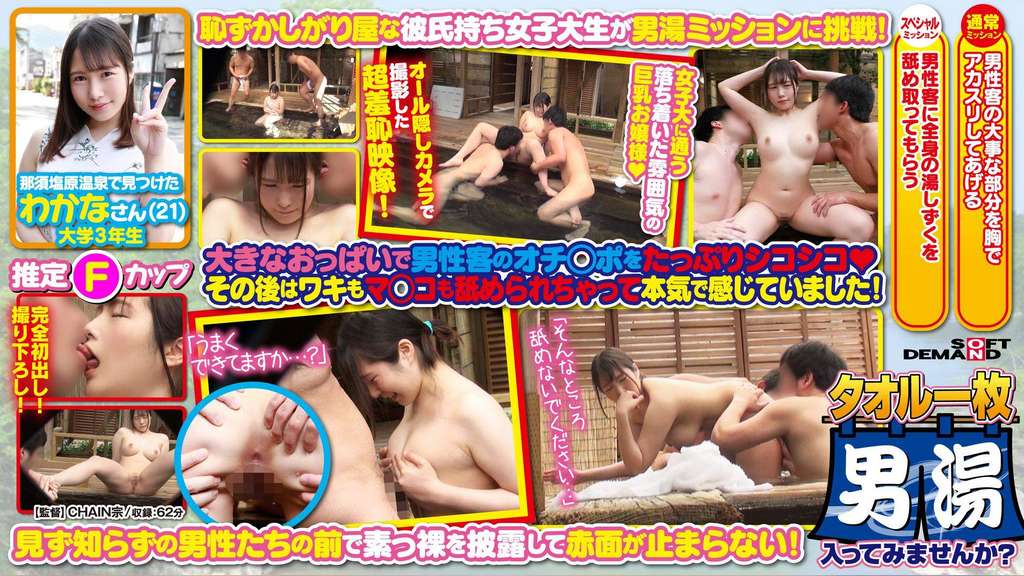 恥ずかしがり屋な彼氏持ち女子大生が男湯ミッションに挑戦!
スペシャルミッション
男性客に全身の湯しずくを
舐め取ってもらう
通常ミッション
男性客の大事な部分を胸で
アカスリしてあげる
オール隠しカメラで
撮影した
超羞恥映像!
女子大に通う
落ち着いた雰囲気の
巨乳お嬢様♥
那須塩原温泉で見つけた
わかなさん(21)
大学3年生
推定Fカップ
大きなおっぱいで男性客のオチ○ポをたっぷりシコシコ♥
その後はワキもマ○コも舐められちゃって本気で感じていました!
完全初出し!
撮り下ろし!
「うまく
できてますか…?」
「そんなところ
舐めないでください…」
SOFT ON DEMAND
タオル一枚
男湯
入ってみませんか?
【監督】CHAIN宗/収録:62分
見ず知らずの男性たちの前で素っ裸を披露して赤面が止まらない!